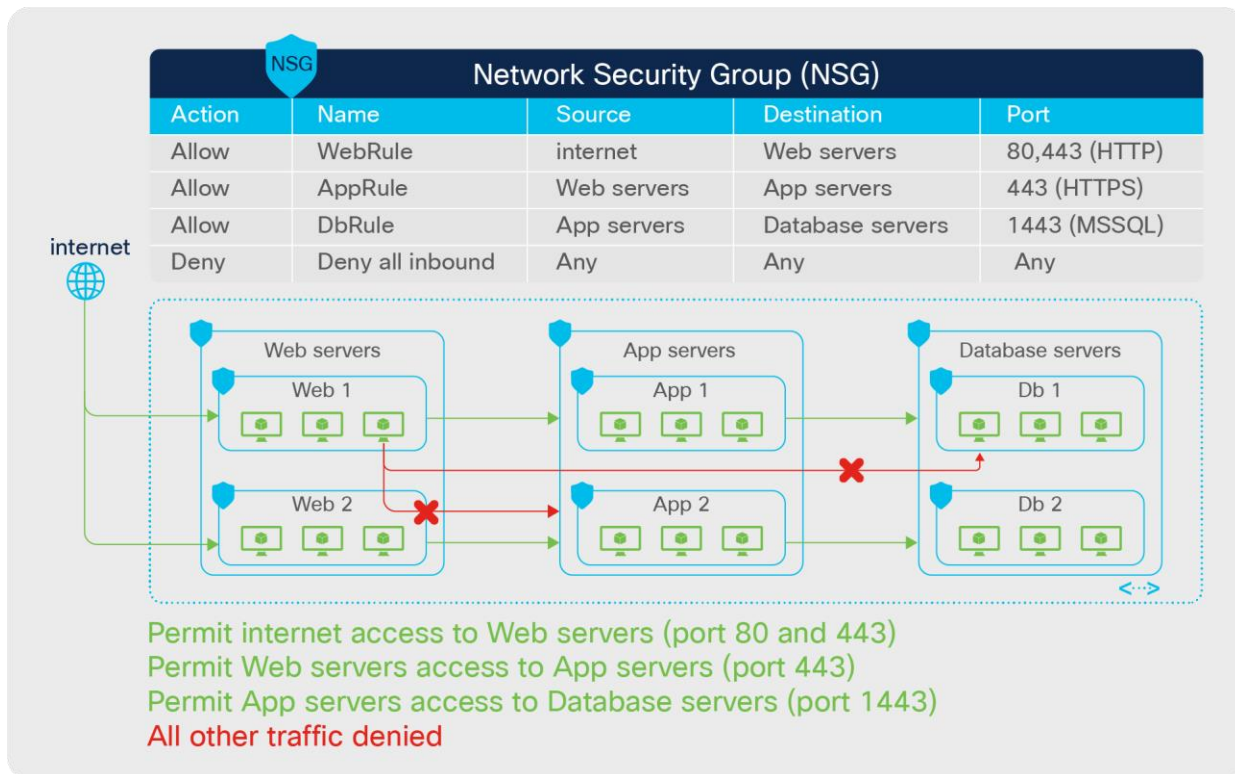 NSG
Network Security Group (NSG)
Action Name Source Destination Port
Allow WebRule internet Web servers 80,443 (HTTP)
Allow AppRule Web servers App servers 443 (HTTPS)
Allow DbRule App servers Database servers 1443 (MSSQL)
Deny Deny all inbound Any Any Any
internet
Web servers App servers Database servers
Web 1 App 1 Db 1
Web 2 App 2 Db 2
Permit internet access to Web servers (port 80 and 443)
Permit Web servers access to App servers (port 443)
Permit App servers access to Database servers (port 1443)
All other traffic denied